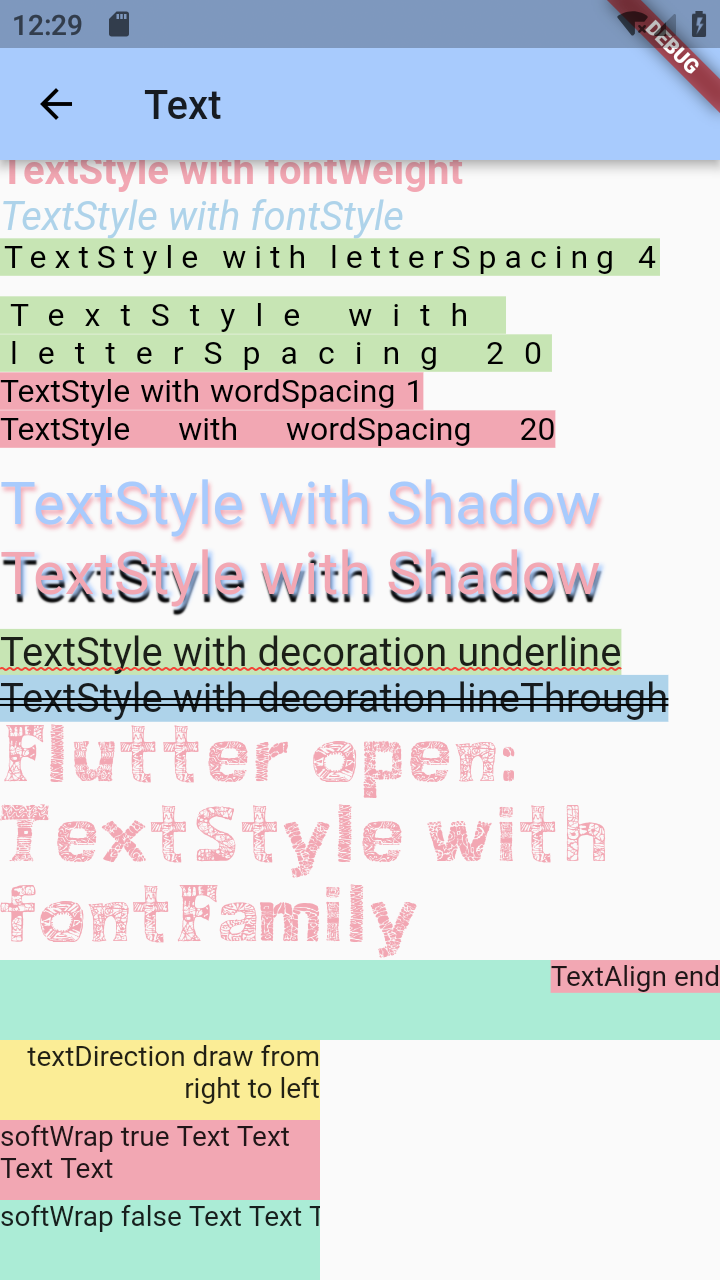 12:29
DEBUG
Text
TextStyle with fontWeight
TextStyle with fontStyle
TextStyle with letterSpacing 4
TextStyle with
letterSpacing 20
TextStyle with wordSpacing 1
TextStyle with wordSpacing 20
TextStyle with Shadow
TextStyle with Shadow
TextStyle with decoration underline
TextStyle with decoration lineThrough
Flutter open:
TextStyle with
fontFamily
TextAlign end
textDirection draw from
right to left
softWrap true Text Text
Text Text
softWrap false Text Text T